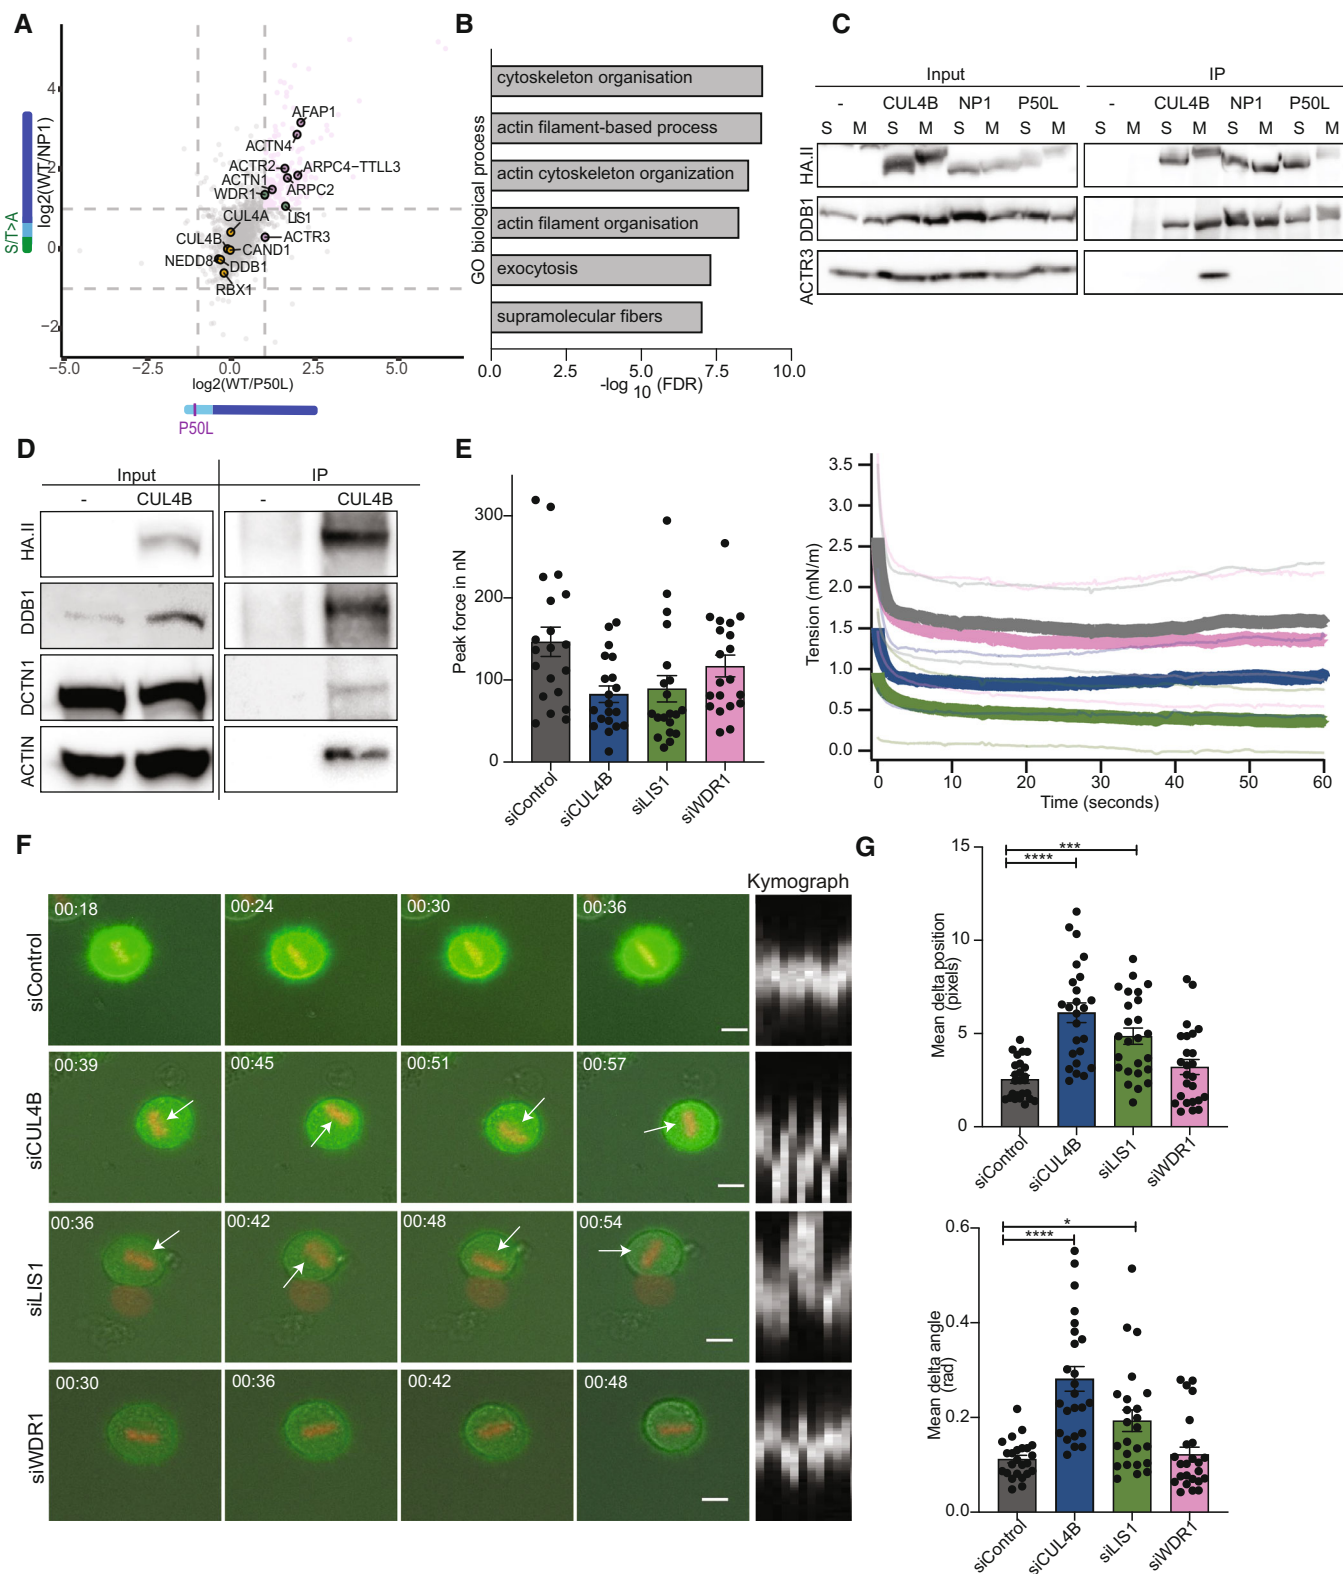 A
log2(WT/NP1)
S/T>A
4
2
0
−2
AFAP1
ACTN4
ACTR2
ARPC4−TTLL3
ACTN1
ARPC2
WDR1
LIS1
CUL4A
ACTR3
CUL4B
CAND1
NEDD8
DDB1
RBX1
−5.0 −2.5 0.0 2.5 5.0
log2(WT/P50L)
P50L
B
GO biological process
cytoskeleton organisation
actin filament-based process
actin cytoskeleton organization
actin filament organisation
exocytosis
supramolecular fibers
0.0 2.5 5.0 7.5 10.0
-log 10 (FDR)
C
Input IP
- CUL4B NP1 P50L - CUL4B NP1 P50L
S M S M S M S M S M S M S M S M
HA.II
DDB1
ACTR3
D
Input IP
- CUL4B - CUL4B
HA.II
DDB1
DCTN1
ACTIN
E
Peak force in nN
300
200
100
0
siControl siCUL4B siLIS1 siWDR1
Tension (mN/m)
3.5
3.0
2.5
2.0
1.5
1.0
0.5
0.0
0 10 20 30 40 50 60
Time (seconds)
F
Kymograph
siControl
00:18 00:24 00:30 00:36
siCUL4B
00:39 00:45 00:51 00:57
siLIS1
00:36 00:42 00:48 00:54
siWDR1
00:30 00:36 00:42 00:48
G
Mean delta position
(pixels)
15
10
5
0
***
****
siControl siCUL4B siLIS1 siWDR1
Mean delta angle
(rad)
0.6
0.4
0.2
0.0
*
****
siControl siCUL4B siLIS1 siWDR1